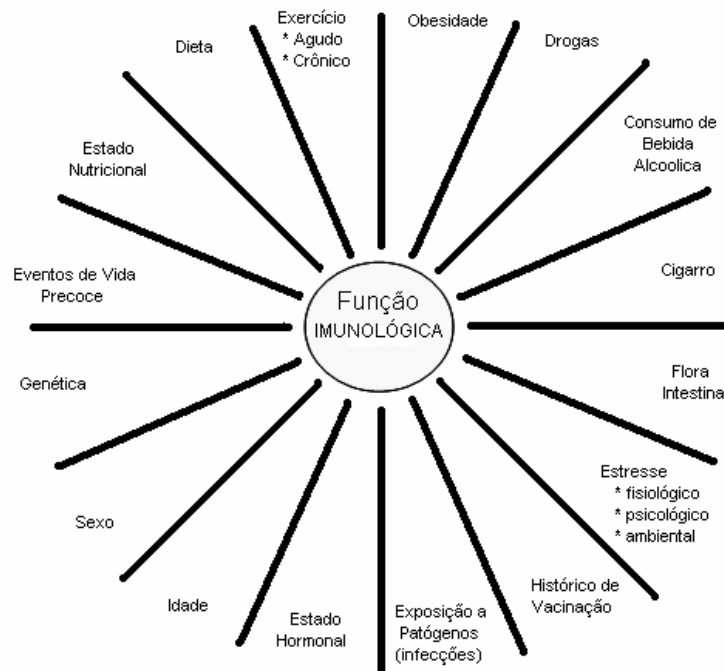 Exercício
* Agudo
* Crônico
Obesidade
Drogas
Consumo de
Bebida
Alcoolica
Cigarro
Flora
Intestina
Estresse
* fisiológico
* psicológico
* ambiental
Histórico de
Vacinação
Exposição a
Patógenos
(infecções)
Estado
Hormonal
Idade
Sexo
Genética
Eventos de Vida
Precoce
Estado
Nutricional
Dieta
Função
IMUNOLÓGICA